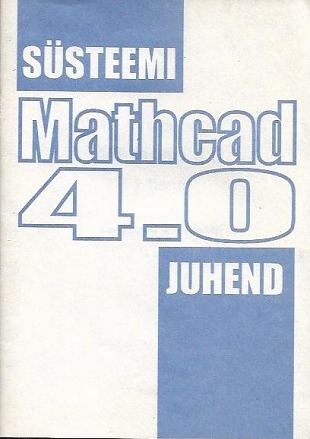 SÜSTEEMI
Mathcad
4.0
JUHEND